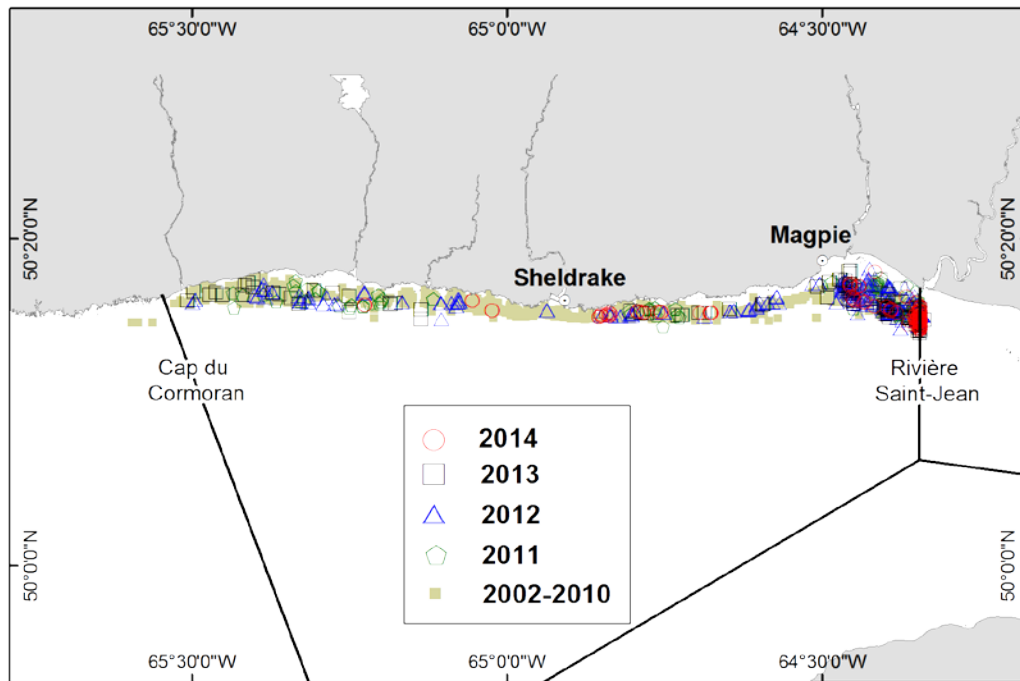 65°30'0"W 65°0'0"W 64°30'0"W
50°20'0"N 50°20'0"N
Magpie
Sheldrake
Cap du
Cormoran
Rivière
Saint-Jean
2014
2013
2012
2011
2002-2010
50°0'0"N 50°0'0"N
65°30'0"W 65°0'0"W 64°30'0"W